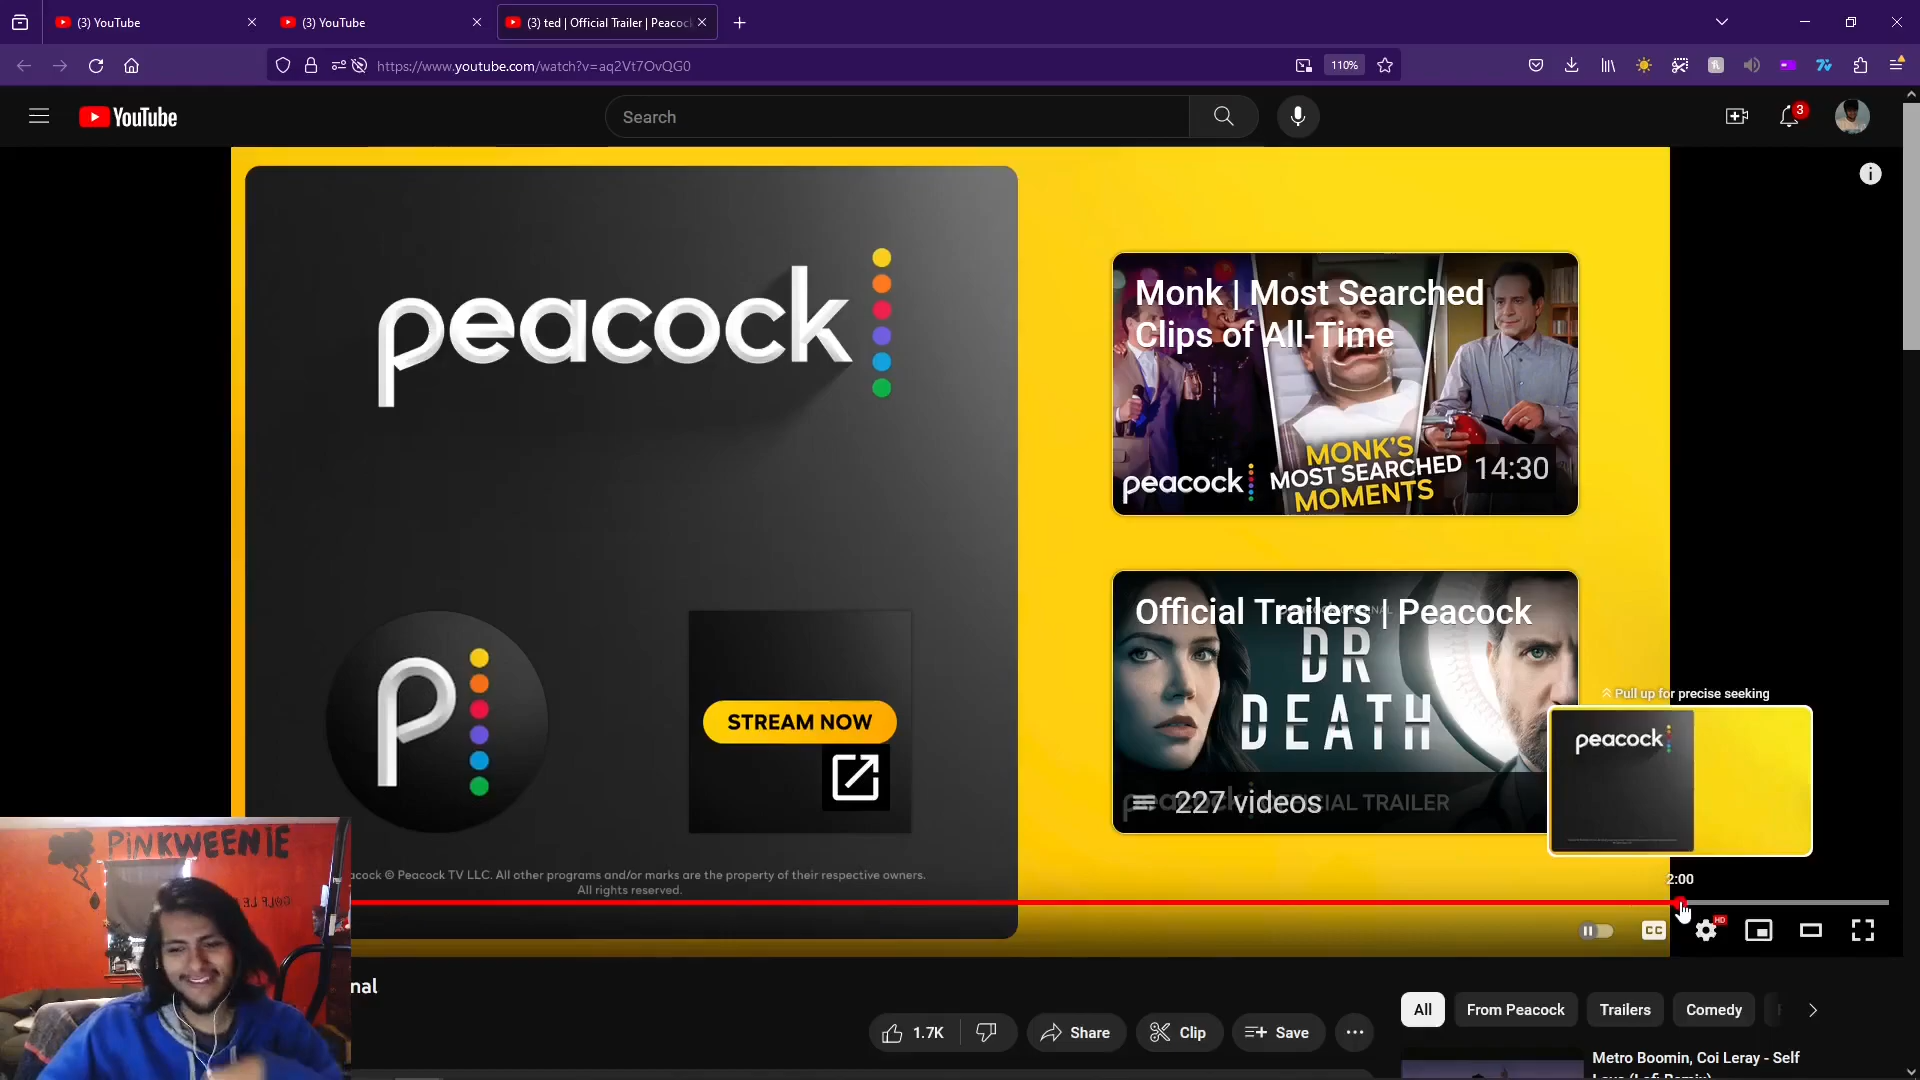 (3) YouTube
(3) YouTube
(3) ted | Official Trailer | Peacoc
https://www.youtube.com/watch?v=aq2Vt7OvQG0
110%
YouTube
Search
3
peacock
Monk | Most Searched
Clips of All-Time
MONK'S
MOST SEARCHED
MOMENTS
peacock
14:30
Official Trailers | Peacock
DR
DEATH
227 videos
OFFICIAL TRAILER
P
STREAM NOW
Pull up for precise seeking
peacock
2:00
acock © Peacock TV LLC. All other programs and/or marks are the property of their respective owners.
All rights reserved.
CC
HD
PINKWEENIE
nal
1.7K
Share
Clip
Save
All
From Peacock
Trailers
Comedy
Metro Boomin, Coi Leray - Self